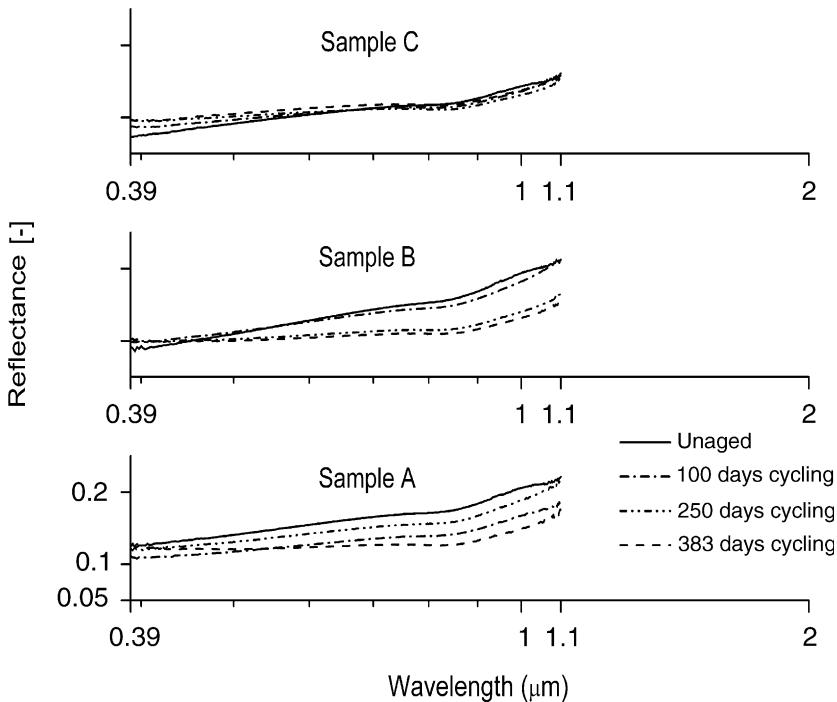 Sample C
0.39 1 1.1 2
Sample B
0.39 1 1.1 2
Reflectance [-]
Sample A
0.2
0.1
0.05
0.39 1 1.1 2
Unaged
100 days cycling
250 days cycling
383 days cycling
Wavelength (μm)